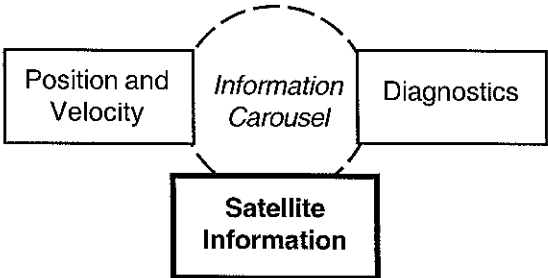 Position and
Velocity
Information
Carousel
Diagnostics
Satellite
Information